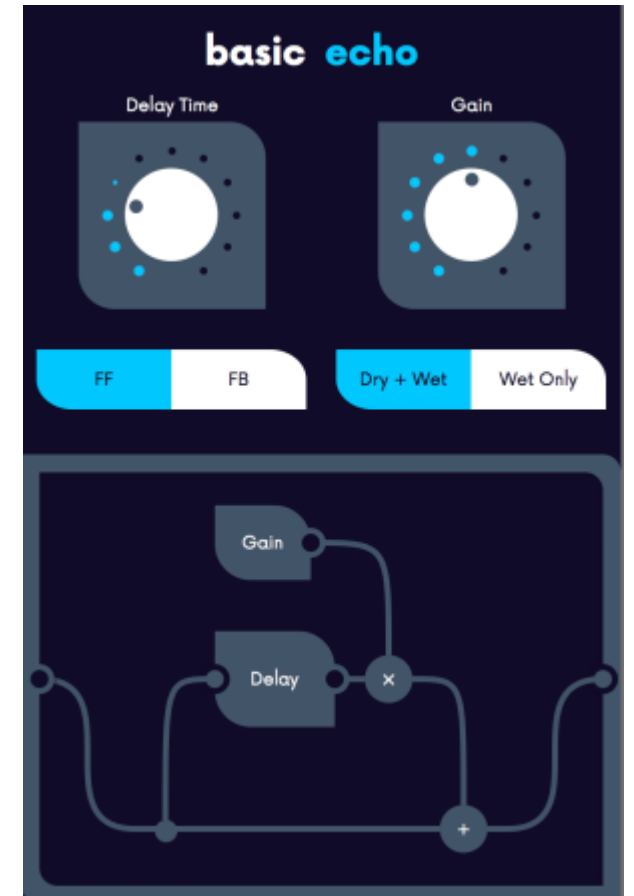 basic echo
Delay Time
Gain
FF
FB
Dry + Wet
Wet Only
Gain
Delay
×
+